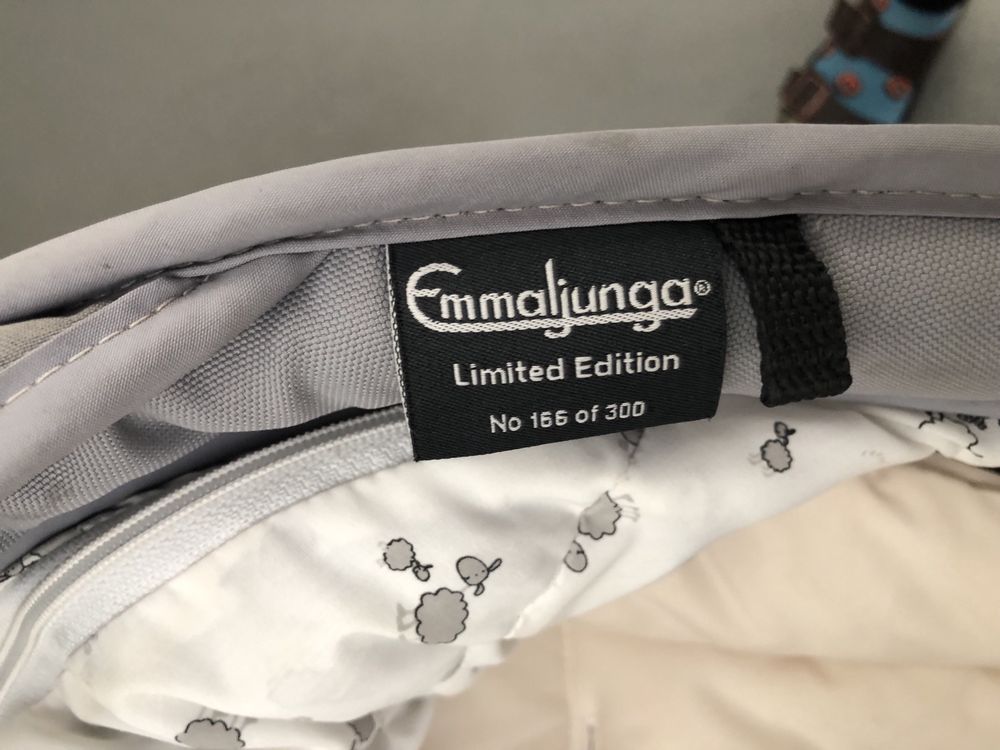 Emmaljunga®
Limited Edition
No 166 of 300